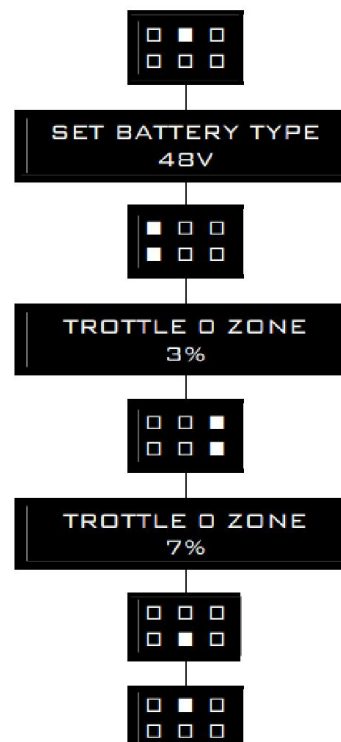 SET BATTERY TYPE
48V
TROTTLE 0 ZONE
3%
TROTTLE 0 ZONE
7%